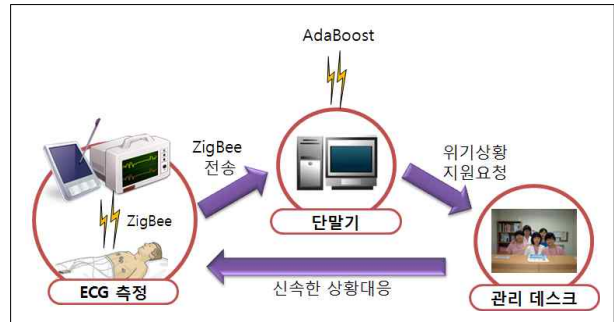 AdaBoost
ZigBee
전송
위기상황
지원요청
ZigBee
단말기
ECG 측정
신속한 상황대응
관리 데스크